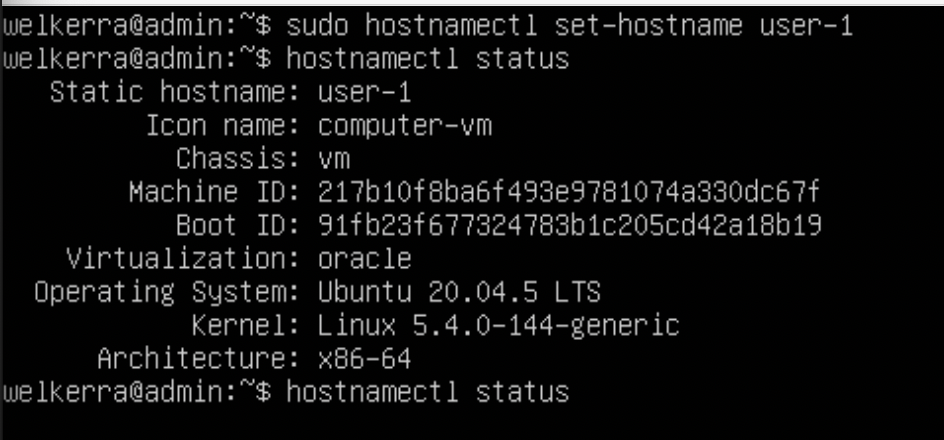 welkerra@admin:~$ sudo hostnamectl set-hostname user-1
welkerra@admin:~$ hostnamectl status
Static hostname: user-1
Icon name: computer-vm
Chassis: vm
Machine ID: 217b10f8ba6f493e9781074a330dc67f
Boot ID: 91fb23f677324783b1c205cd42a18b19
Virtualization: oracle
Operating System: Ubuntu 20.04.5 LTS
Kernel: Linux 5.4.0-144-generic
Architecture: x86-64
welkerra@admin:~$ hostnamectl status